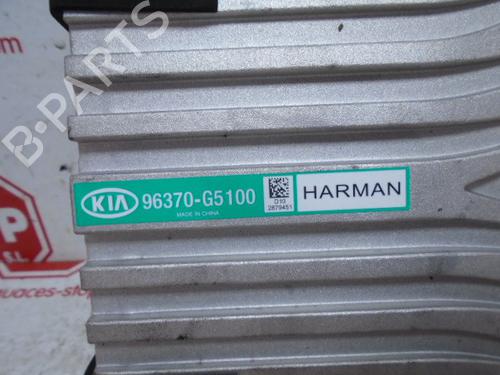 B-PARTS
KIA
96370-G5100
MADE IN CHINA
D10
2879451
HARMAN
P
S.L.